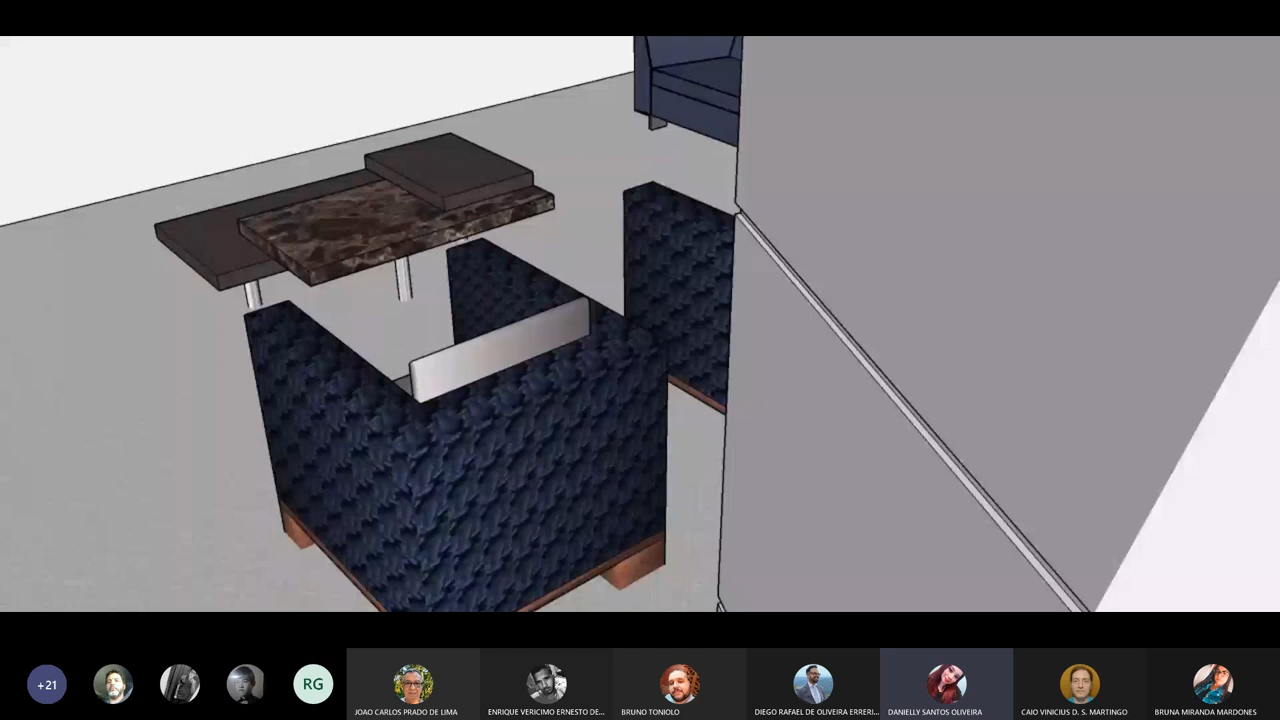 +21
RG
JOAO CARLOS PRADO DE LIMA
ENRIQUE VERICIMO ERNESTO DE...
BRUNO TONIOLO
DIEGO RAFAEL DE OLIVEIRA ERRERI...
DANIELLY SANTOS OLIVEIRA
CAIO VINICIUS D. S. MARTINGO
BRUNA MIRANDA MARDONES